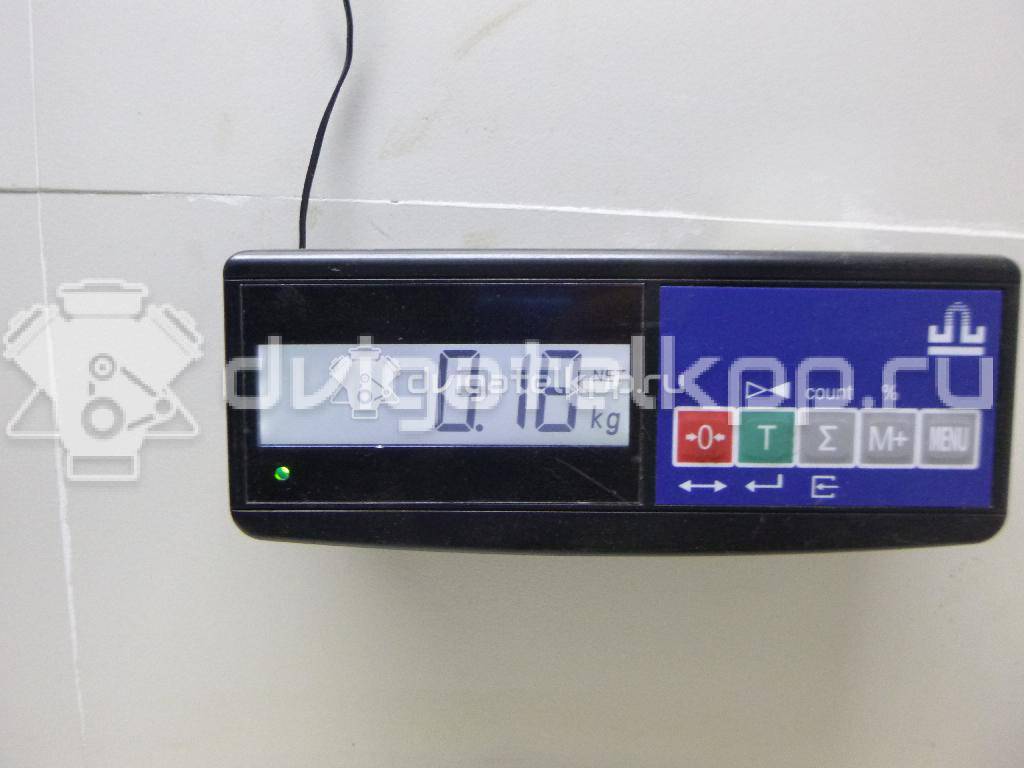 dvigatelkpp.ru
dvigatelkpp.ru
0.18
NET
kg
count %
→0← T Σ M+ MENU